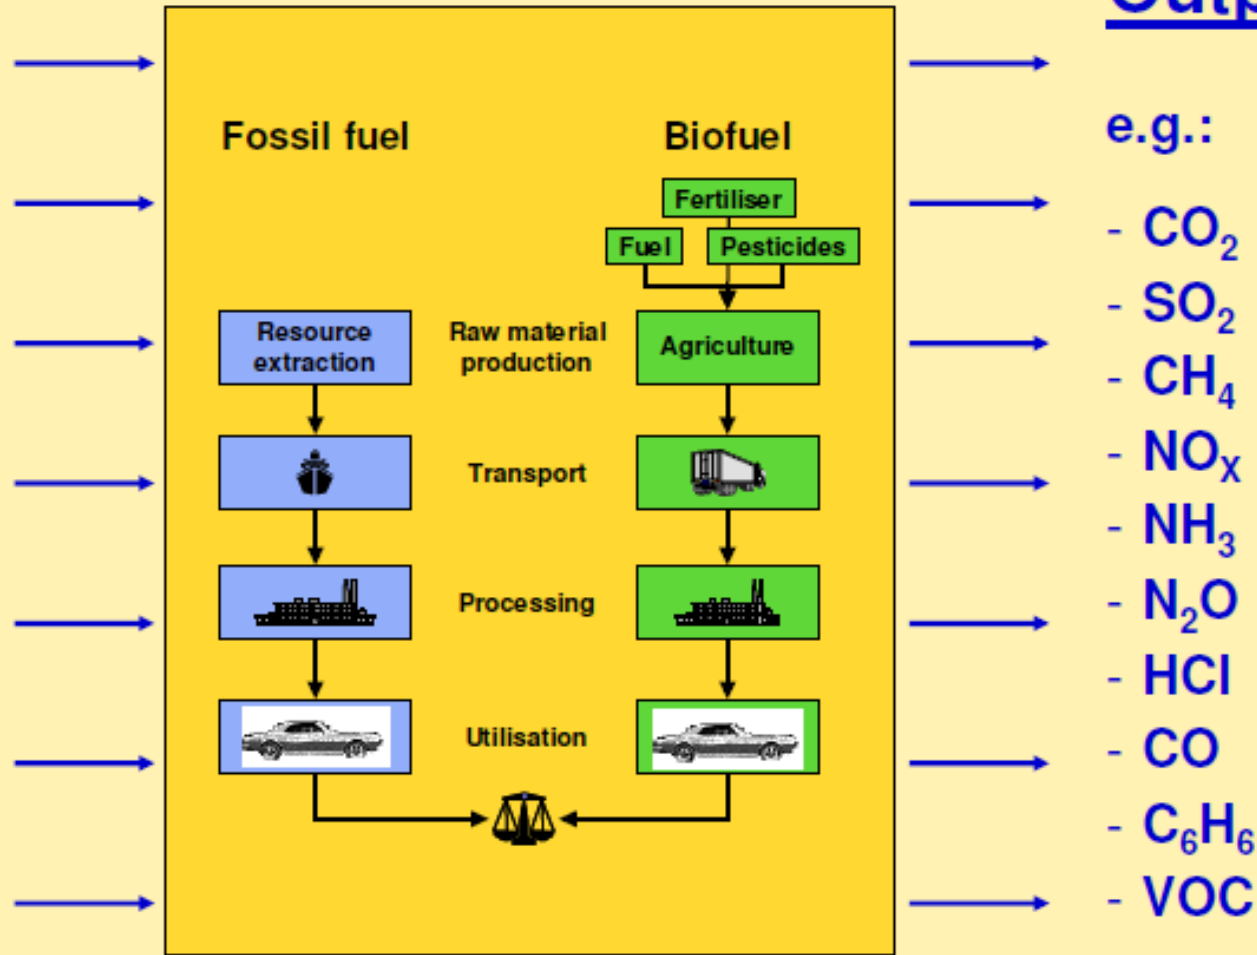 Fossil fuel
Biofuel
Fertiliser
Fuel
Pesticides
Resource
extraction
Raw material
production
Agriculture
Transport
Processing
Utilisation
e.g.:
- CO₂
- SO₂
- CH₄
- NOₓ
- NH₃
- N₂O
- HCl
- CO
- C₆H₆
- VOC